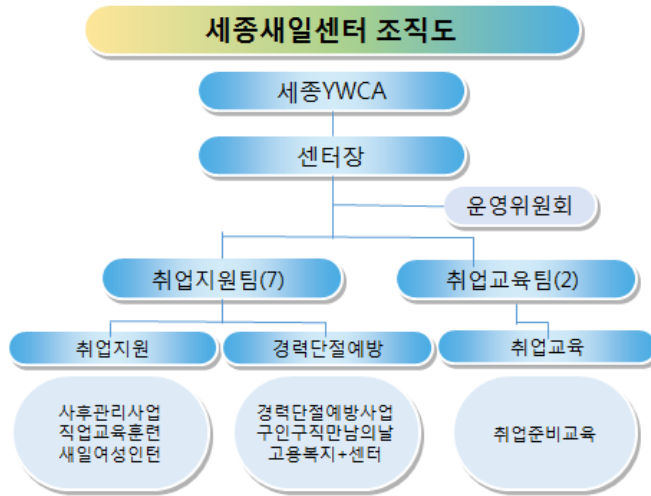 세종새일센터 조직도
세종YWCA
센터장
운영위원회
취업지원팀(7)
취업교육팀(2)
취업지원
경력단절예방
취업교육
사후관리사업
직업교육훈련
새일여성인턴
경력단절예방사업
구인구직만남의날
고용복지+센터
취업준비교육